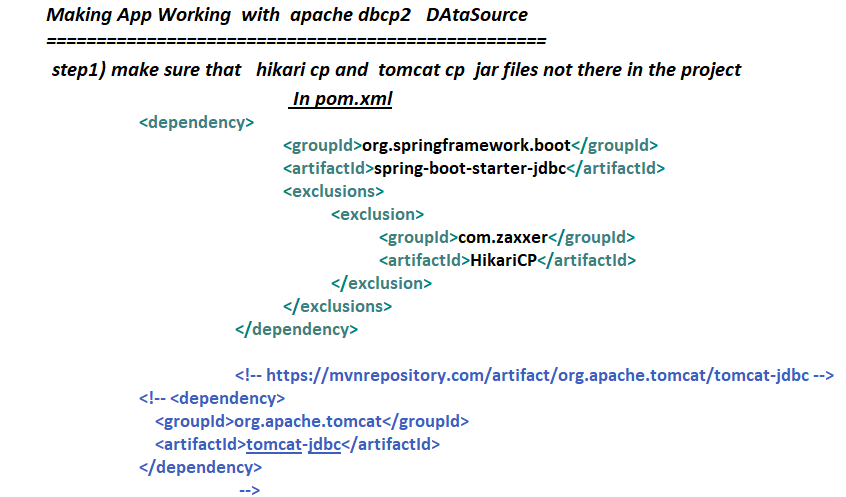 Making App Working with apache dbcp2 DAtaSource
==================================================
step1) make sure that hikari cp and tomcat cp jar files not there in the project
In pom.xml
<dependency>
<groupId>org.springframework.boot</groupId>
<artifactId>spring-boot-starter-jdbc</artifactId>
<exclusions>
<exclusion>
<groupId>com.zaxxer</groupId>
<artifactId>HikariCP</artifactId>
</exclusion>
</exclusions>
</dependency>
<!-- https://mvnrepository.com/artifact/org.apache.tomcat/tomcat-jdbc -->
<!-- <dependency>
<groupId>org.apache.tomcat</groupId>
<artifactId>tomcat-jdbc</artifactId>
</dependency>
-->